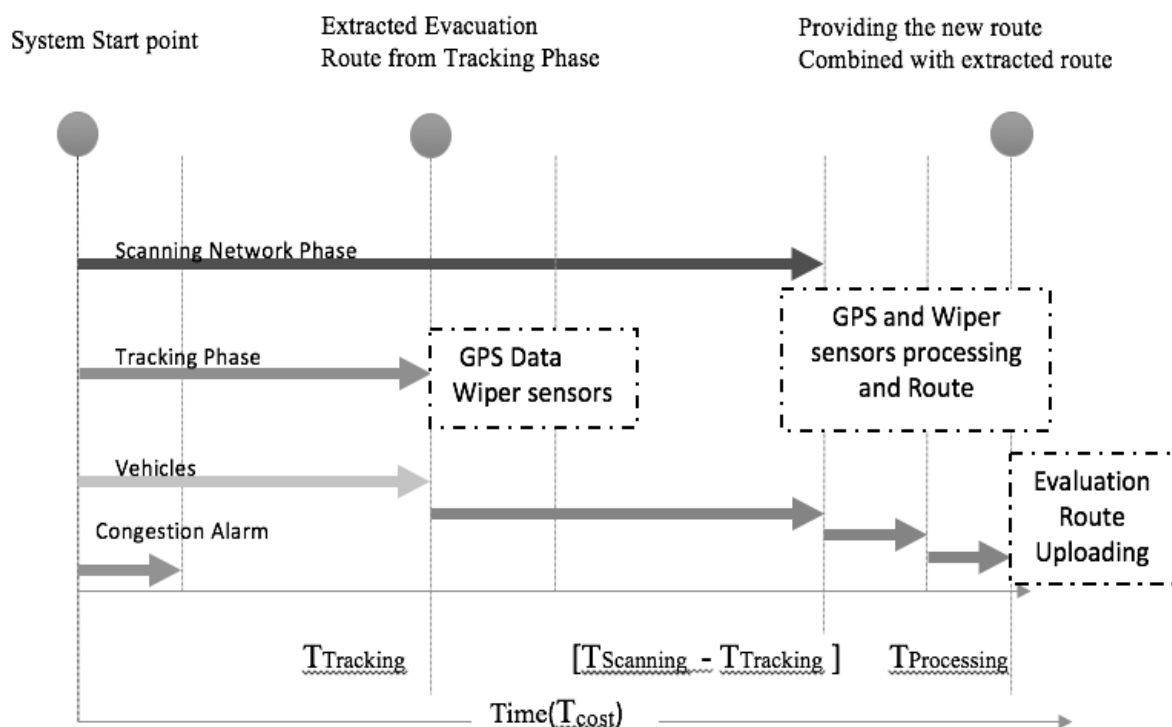 System Start point
Extracted Evacuation
Route from Tracking Phase
Providing the new route
Combined with extracted route
Scanning Network Phase
Tracking Phase
GPS Data
Wiper sensors
GPS and Wiper
sensors processing
and Route
Vehicles
Congestion Alarm
Evaluation
Route
Uploading
TTracking
[TScanning - TTracking ]
TProcessing
Time(Tcost)